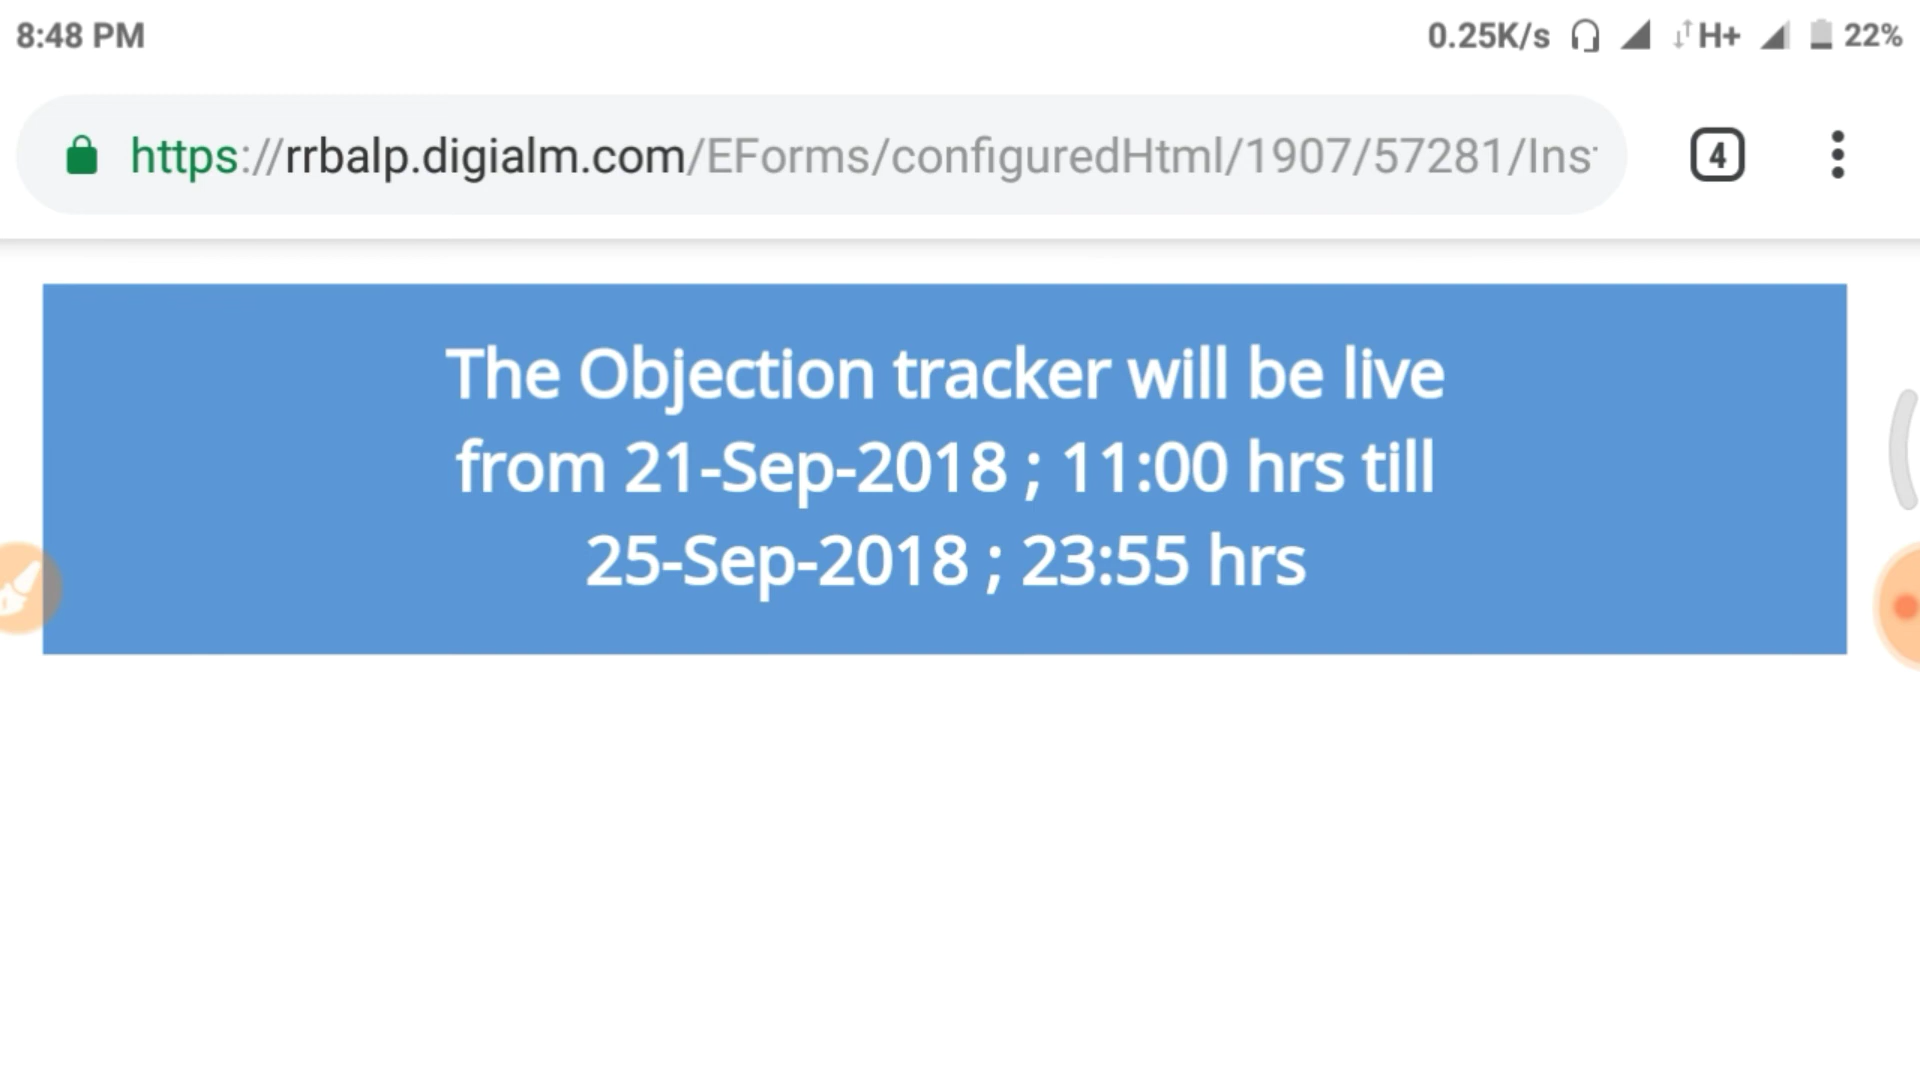 8:48 PM 0.25K/s H+ 22%
https://rrbalp.digialm.com/EForms/configuredHtml/1907/57281/Ins 4
The Objection tracker will be live
from 21-Sep-2018 ; 11:00 hrs till
25-Sep-2018 ; 23:55 hrs